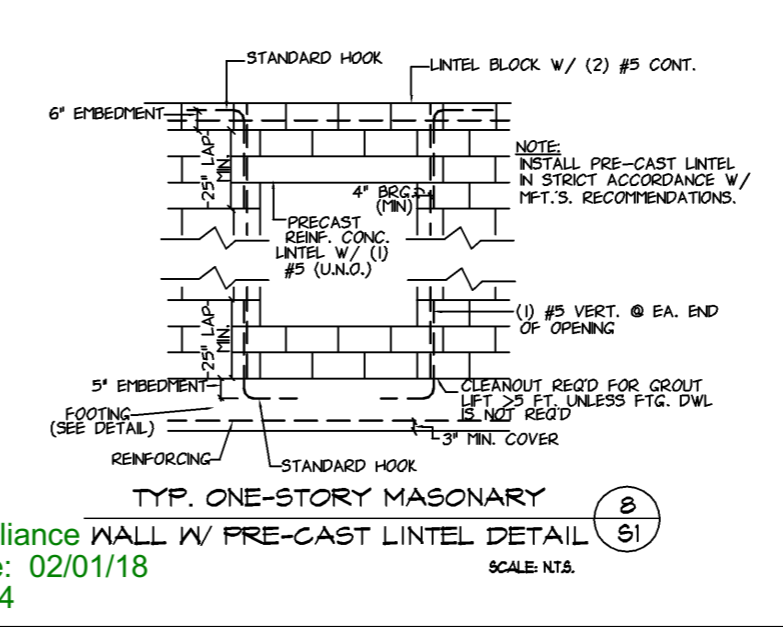 STANDARD HOOK
LINTEL BLOCK W/ (2) #5 CONT.
6" EMBEDMENT
25" LAP
MIN.
NOTE:
INSTALL PRE-CAST LINTEL
IN STRICT ACCORDANCE W/
MFT.'S. RECOMMENDATIONS.
4" BRG.
(MIN)
PRECAST
REINF. CONC.
LINTEL W/ (1)
#5 (U.N.O.)
25" LAP
MIN.
(1) #5 VERT. @ EA. END
OF OPENING
5" EMBEDMENT
CLEANOUT REQ'D FOR GROUT
LIFT >5 FT. UNLESS FTG. DWL
IS NOT REQ'D
FOOTING
(SEE DETAIL)
3" MIN. COVER
REINFORCING
STANDARD HOOK
TYP. ONE-STORY MASONARY
WALL W/ PRE-CAST LINTEL DETAIL
8
S1
SCALE: N.T.S.
liance
: 02/01/18
4